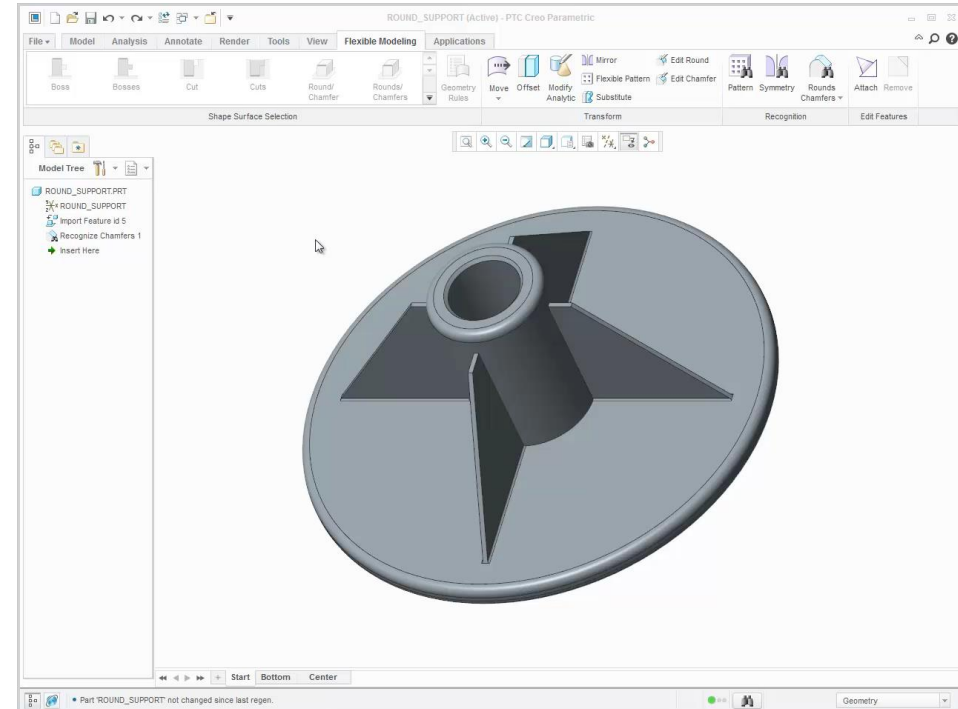 ROUND_SUPPORT (Active) - PTC Creo Parametric
File Model Analysis Annotate Render Tools View Flexible Modeling Applications
Boss Bosses Cut Cuts Round/ Chamfer Rounds/ Chamfers Geometry Rules
Move Offset Modify Analytic
Mirror
Flexible Pattern
Substitute
Edit Round
Edit Chamfer
Pattern Symmetry Rounds Chamfers
Attach Remove
Shape Surface Selection Transform Recognition Edit Features
Model Tree
ROUND_SUPPORT.PRT
ROUND_SUPPORT
Import Feature id 5
Recognize Chamfers 1
Insert Here
Start Bottom Center
• Part 'ROUND_SUPPORT' not changed since last regen.
Geometry